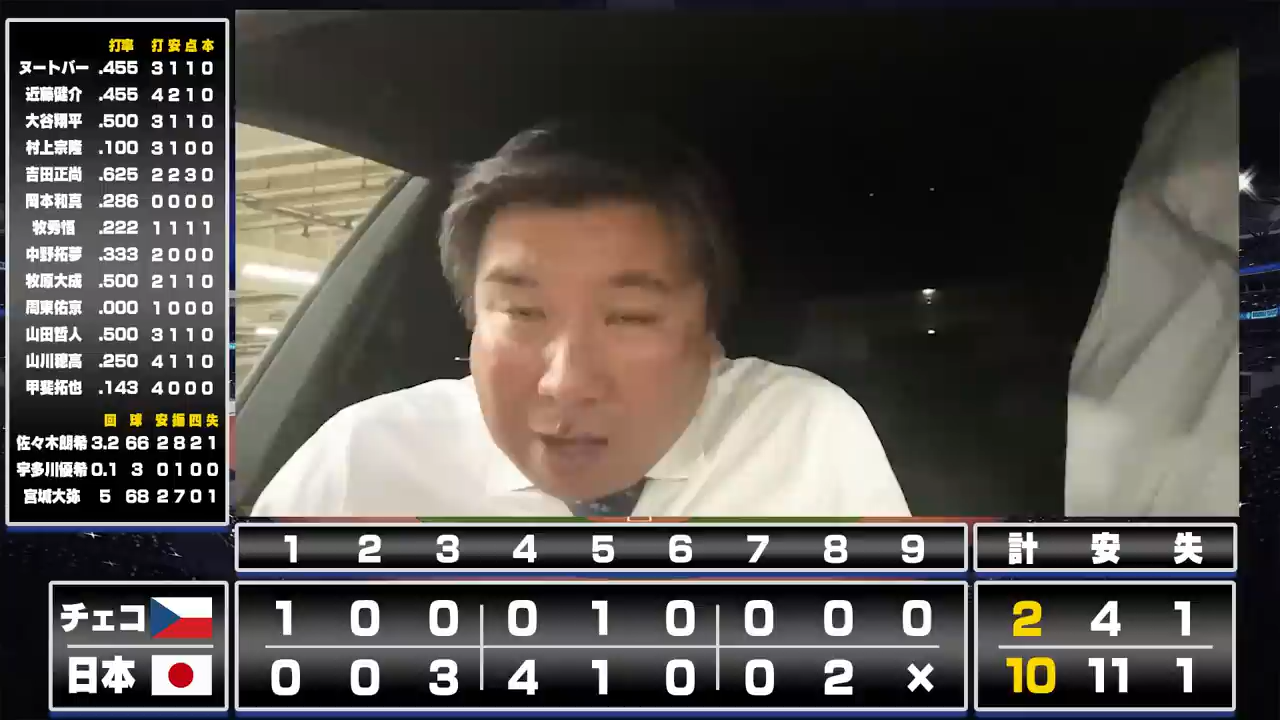 打率 打 安 点 本
ヌートバー .455 3 1 1 0
近藤健介 .455 4 2 1 0
大谷翔平 .500 3 1 1 0
村上宗隆 .100 3 1 0 0
吉田正尚 .625 2 2 3 0
岡本和真 .286 0 0 0 0
牧秀悟 .222 1 1 1 1
中野拓夢 .333 2 0 0 0
牧原大成 .500 2 1 1 0
周東佑京 .000 1 0 0 0
山田哲人 .500 3 1 1 0
山川穂高 .250 4 1 1 0
甲斐拓也 .143 4 0 0 0
回 球 安 振 四 失
佐々木朗希 3.2 66 2 8 2 1
宇多川優希 0.1 3 0 1 0 0
宮城大弥 5 68 2 7 0 1
1 2 3 4 5 6 7 8 9 計 安 失
チェコ 1 0 0 0 1 0 0 0 0 2 4 1
日本 0 0 3 4 1 0 0 2 × 10 11 1